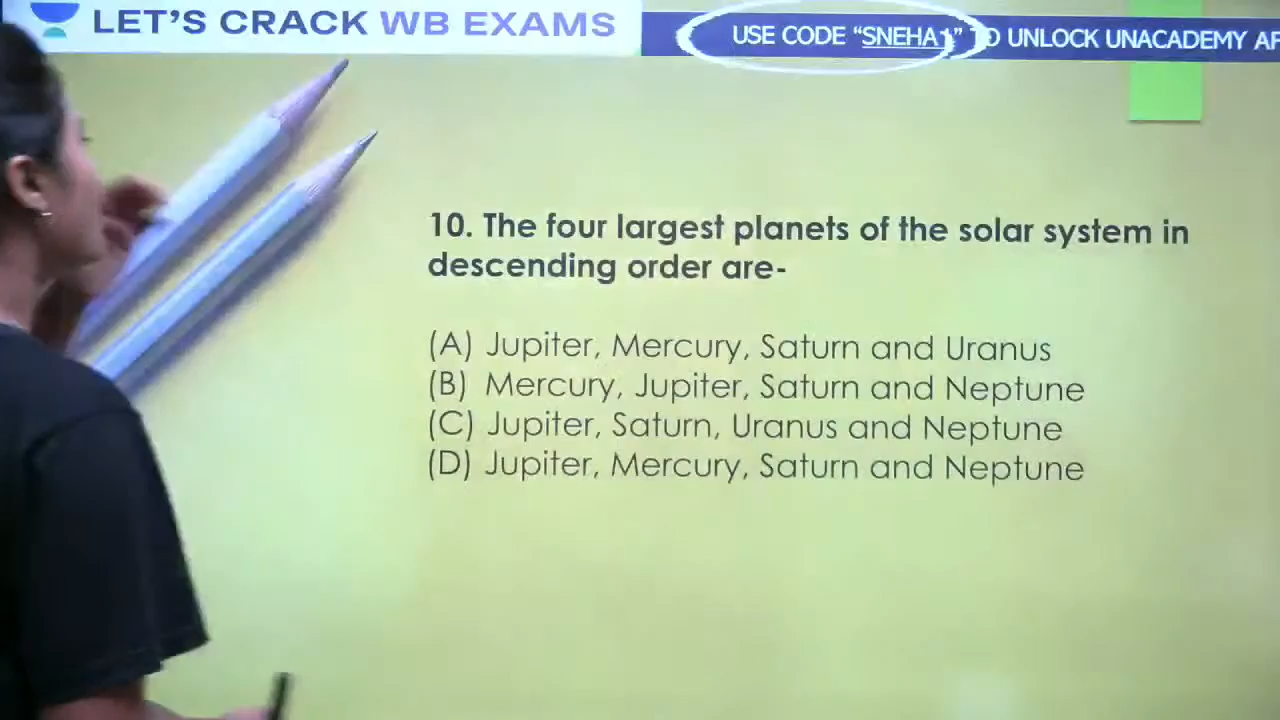 LET'S CRACK WB EXAMS
USE CODE “SNEHA1” TO UNLOCK UNACADEMY AP
10. The four largest planets of the solar system in
descending order are-
(A) Jupiter, Mercury, Saturn and Uranus
(B) Mercury, Jupiter, Saturn and Neptune
(C) Jupiter, Saturn, Uranus and Neptune
(D) Jupiter, Mercury, Saturn and Neptune